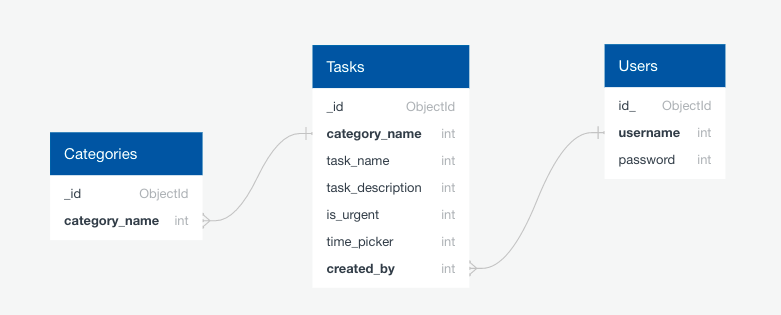 Categories
_id ObjectId
category_name int
Tasks
_id ObjectId
category_name int
task_name int
task_description int
is_urgent int
time_picker int
created_by int
Users
id_ ObjectId
username int
password int